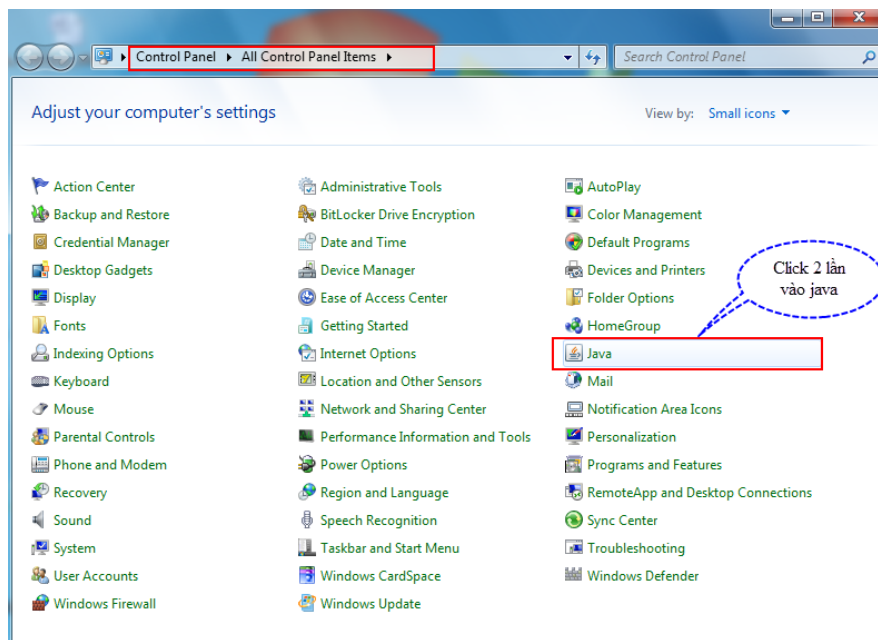 Control Panel All Control Panel Items
Search Control Panel
Adjust your computer's settings
View by: Small icons
Action Center
Administrative Tools
AutoPlay
Backup and Restore
BitLocker Drive Encryption
Color Management
Credential Manager
Date and Time
Default Programs
Desktop Gadgets
Device Manager
Devices and Printers
Click 2 lần
vào java
Display
Ease of Access Center
Folder Options
Fonts
Getting Started
HomeGroup
Indexing Options
Internet Options
Java
Keyboard
Location and Other Sensors
Mail
Mouse
Network and Sharing Center
Notification Area Icons
Parental Controls
Performance Information and Tools
Personalization
Phone and Modem
Power Options
Programs and Features
Recovery
Region and Language
RemoteApp and Desktop Connections
Sound
Speech Recognition
Sync Center
System
Taskbar and Start Menu
Troubleshooting
User Accounts
Windows CardSpace
Windows Defender
Windows Firewall
Windows Update